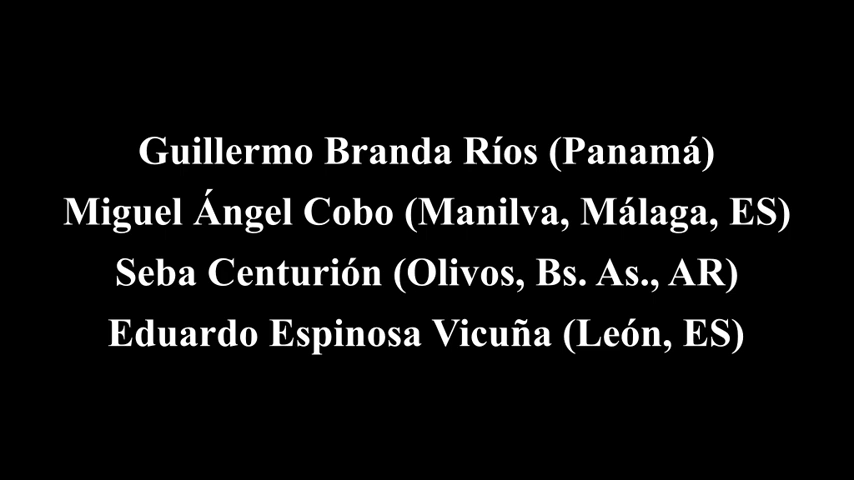 Guillermo Branda Ríos (Panamá)
Miguel Ángel Cobo (Manilva, Málaga, ES)
Seba Centurión (Olivos, Bs. As., AR)
Eduardo Espinosa Vicuña (León, ES)